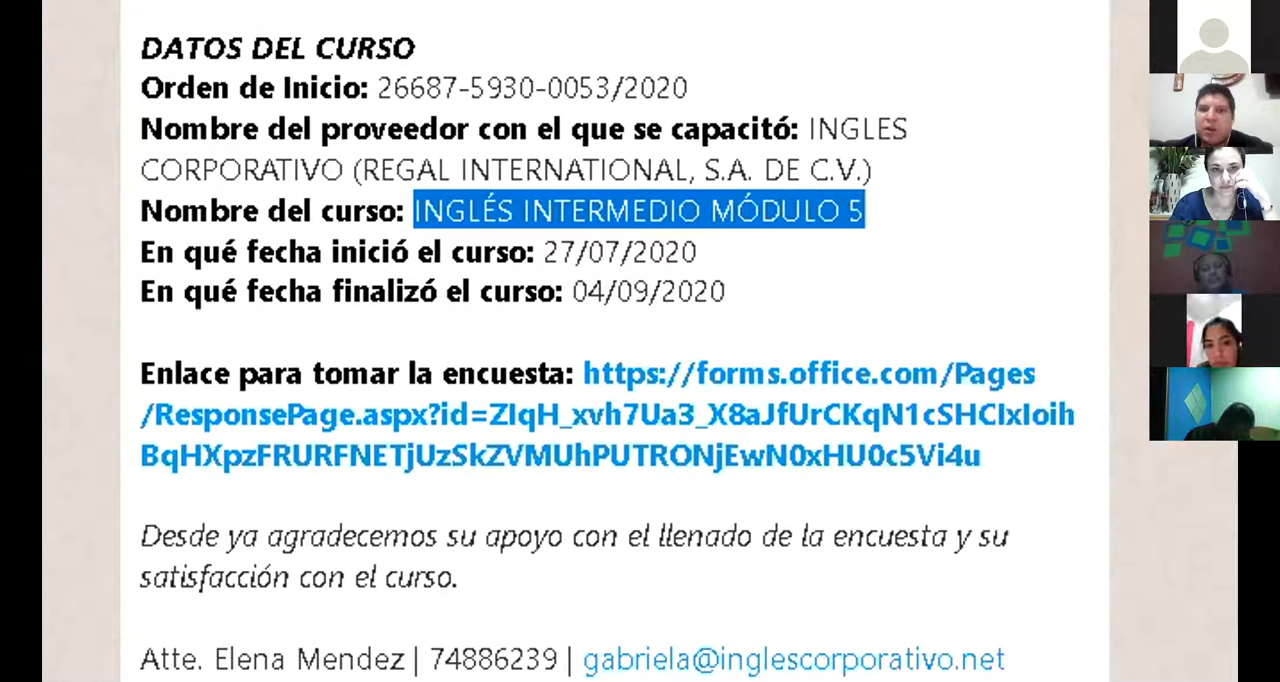 DATOS DEL CURSO
Orden de Inicio: 26687-5930-0053/2020
Nombre del proveedor con el que se capacitó: INGLES
CORPORATIVO (REGAL INTERNATIONAL, S.A. DE C.V.)
Nombre del curso: INGLÉS INTERMEDIO MÓDULO 5
En qué fecha inició el curso: 27/07/2020
En qué fecha finalizó el curso: 04/09/2020
Enlace para tomar la encuesta: https://forms.office.com/Pages
/ResponsePage.aspx?id=ZIqH_xvh7Ua3_X8aJfUrCKqN1cSHCIxIoih
BqHXpzFRURFNETjUzSkZVMUhPUTRONjEwN0xHU0c5Vi4u
Desde ya agradecemos su apoyo con el llenado de la encuesta y su
satisfacción con el curso.
Atte. Elena Mendez | 74886239 | gabriela@inglescorporativo.net